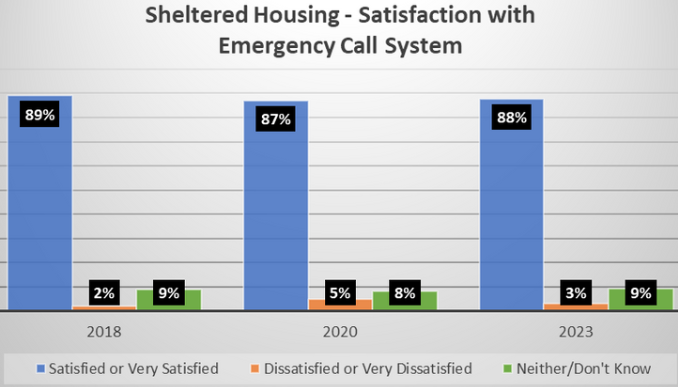 Sheltered Housing - Satisfaction with
Emergency Call System
89%
2%
9%
87%
5%
8%
88%
3%
9%
2018
2020
2023
Satisfied or Very Satisfied
Dissatisfied or Very Dissatisfied
Neither/Don't Know